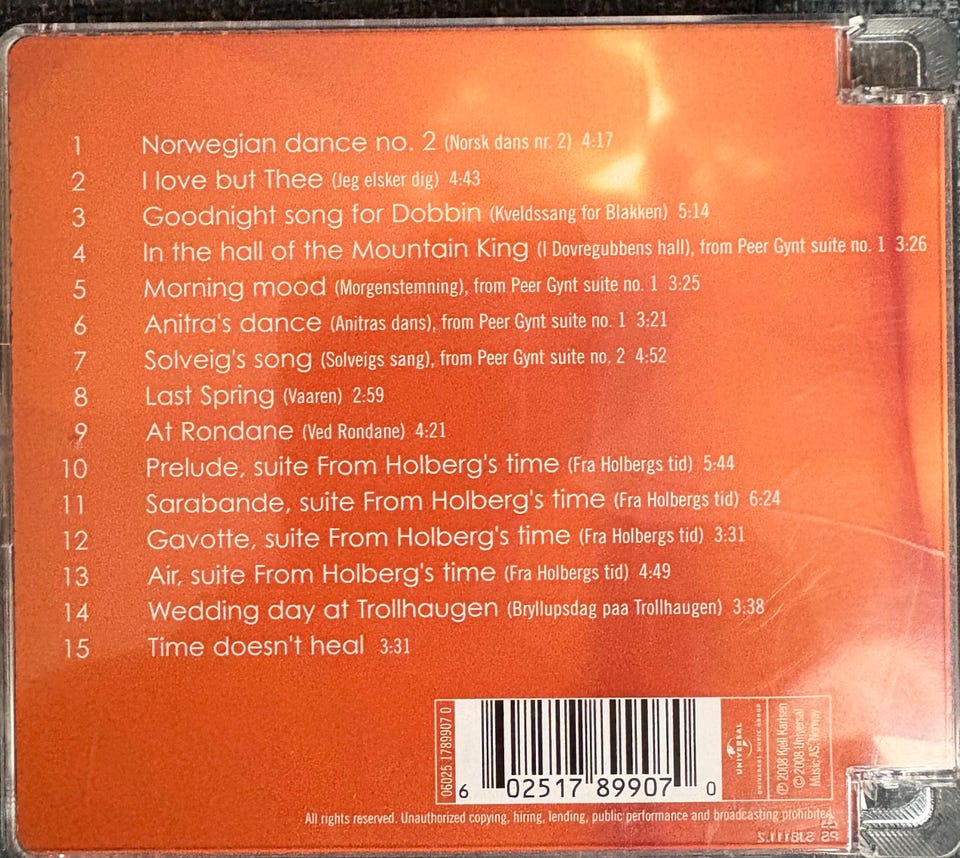 1 Norwegian dance no. 2 (Norsk dans nr. 2) 4:17
2 I love but Thee (Jeg elsker dig) 4:43
3 Goodnight song for Dobbin (Kveldssang for Blakken) 5:14
4 In the hall of the Mountain King (I Dovregubbens hall), from Peer Gynt suite no. 1 3:26
5 Morning mood (Morgenstemning), from Peer Gynt suite no. 1 3:25
6 Anitra's dance (Anitras dans), from Peer Gynt suite no. 1 3:21
7 Solveig's song (Solveigs sang), from Peer Gynt suite no. 2 4:52
8 Last Spring (Vaaren) 2:59
9 At Rondane (Ved Rondane) 4:21
10 Prelude, suite From Holberg's time (Fra Holbergs tid) 5:44
11 Sarabande, suite From Holberg's time (Fra Holbergs tid) 6:24
12 Gavotte, suite From Holberg's time (Fra Holbergs tid) 3:31
13 Air, suite From Holberg's time (Fra Holbergs tid) 4:49
14 Wedding day at Trollhaugen (Bryllupsdag paa Trollhaugen) 3:38
15 Time doesn't heal 3:31
06025 1789907 0
6 02517 89907 0
UNIVERSAL
UNIVERSAL MUSIC GROUP
℗ 2008 Kjell Karlsen
© 2008 Universal
Music AS, Norway
All rights reserved. Unauthorized copying, hiring, lending, public performance and broadcasting prohibited.